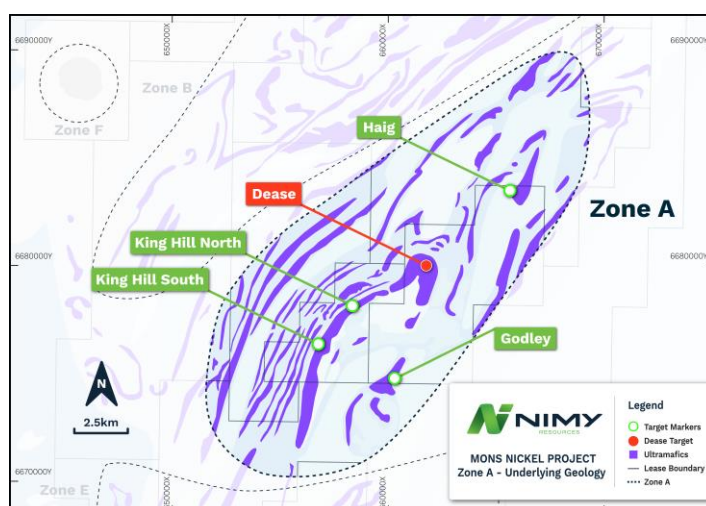 650000X
660000X
670000X
6690000Y
6690000Y
Zone B
Zone F
Haig
Dease
Zone A
King Hill North
6680000Y
6680000Y
King Hill South
Godley
N
2.5km
NIMY
RESOURCES
MONS NICKEL PROJECT
Zone A - Underlying Geology
Legend
Target Markers
Dease Target
Ultramafics
Lease Boundary
Zone A
6670000Y
Zone E
650000X
660000X